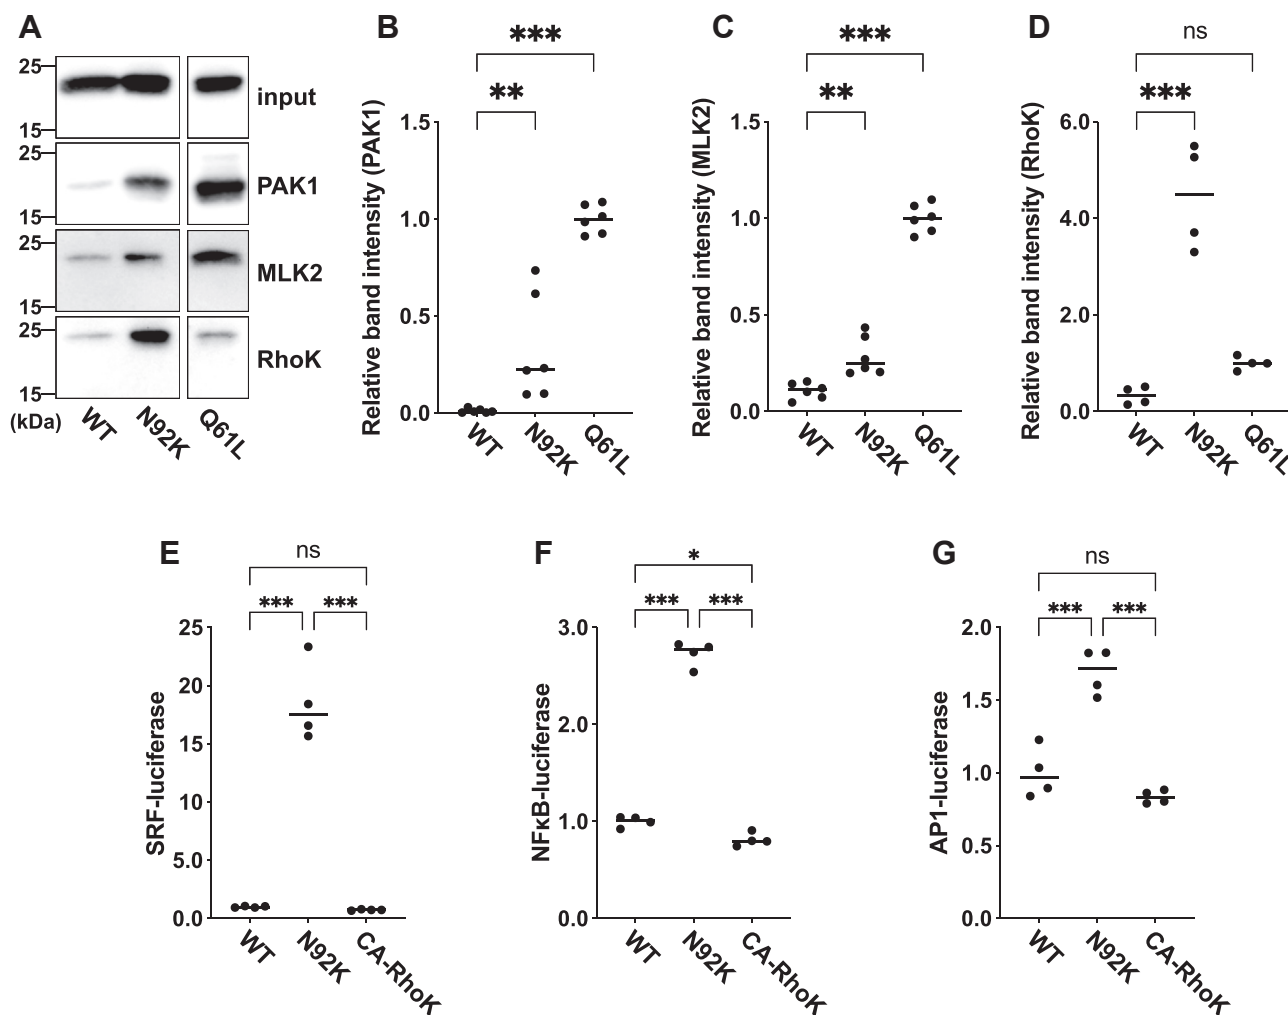 A
25
15
input
25
15
PAK1
25
15
MLK2
25
15
RhoK
(kDa)
WT
N92K
Q61L
B
***
**
Relative band intensity (PAK1)
1.5
1.0
0.5
0.0
WT
N92K
Q61L
C
***
**
Relative band intensity (MLK2)
1.5
1.0
0.5
0.0
WT
N92K
Q61L
D
ns
***
Relative band intensity (RhoK)
6.0
4.0
2.0
0.0
WT
N92K
Q61L
E
ns
*** ***
SRF-luciferase
25
20
15
10
5.0
0.0
WT
N92K
CA-RhoK
F
*
*** ***
NFκB-luciferase
3.0
2.0
1.0
0.0
WT
N92K
CA-RhoK
G
ns
*** ***
AP1-luciferase
2.0
1.5
1.0
0.5
0.0
WT
N92K
CA-RhoK